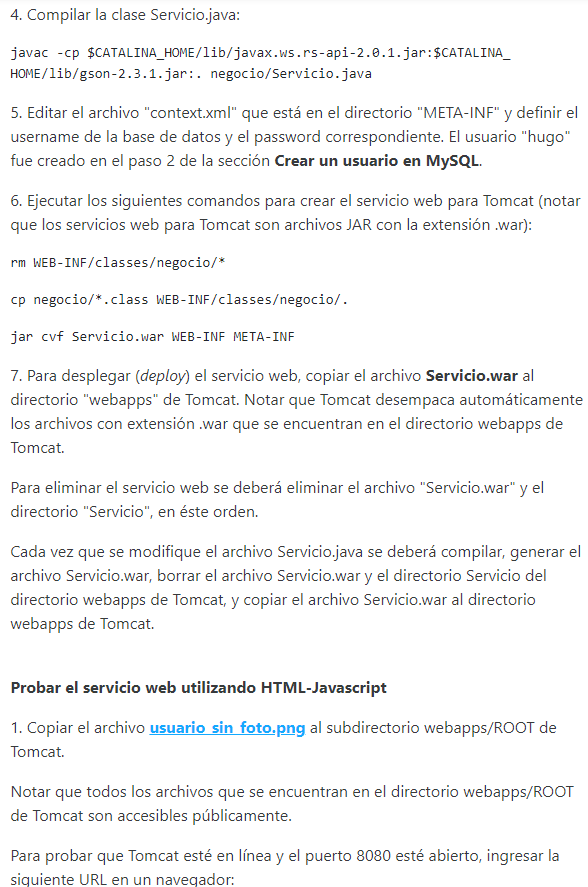 4. Compilar la clase Servicio.java:
javac -cp $CATALINA_HOME/lib/javax.ws.rs-api-2.0.1.jar:$CATALINA_
HOME/lib/gson-2.3.1.jar:. negocio/Servicio.java
5. Editar el archivo "context.xml" que está en el directorio "META-INF" y definir el
username de la base de datos y el password correspondiente. El usuario "hugo"
fue creado en el paso 2 de la sección Crear un usuario en MySQL.
6. Ejecutar los siguientes comandos para crear el servicio web para Tomcat (notar
que los servicios web para Tomcat son archivos JAR con la extensión .war):
rm WEB-INF/classes/negocio/*
cp negocio/*.class WEB-INF/classes/negocio/.
jar cvf Servicio.war WEB-INF META-INF
7. Para desplegar (deploy) el servicio web, copiar el archivo Servicio.war al
directorio "webapps" de Tomcat. Notar que Tomcat desempaca automáticamente
los archivos con extensión .war que se encuentran en el directorio webapps de
Tomcat.
Para eliminar el servicio web se deberá eliminar el archivo "Servicio.war" y el
directorio "Servicio", en éste orden.
Cada vez que se modifique el archivo Servicio.java se deberá compilar, generar el
archivo Servicio.war, borrar el archivo Servicio.war y el directorio Servicio del
directorio webapps de Tomcat, y copiar el archivo Servicio.war al directorio
webapps de Tomcat.
Probar el servicio web utilizando HTML-Javascript
1. Copiar el archivo usuario_sin_foto.png al subdirectorio webapps/ROOT de
Tomcat.
Notar que todos los archivos que se encuentran en el directorio webapps/ROOT
de Tomcat son accesibles públicamente.
Para probar que Tomcat esté en línea y el puerto 8080 esté abierto, ingresar la
siguiente URL en un navegador: